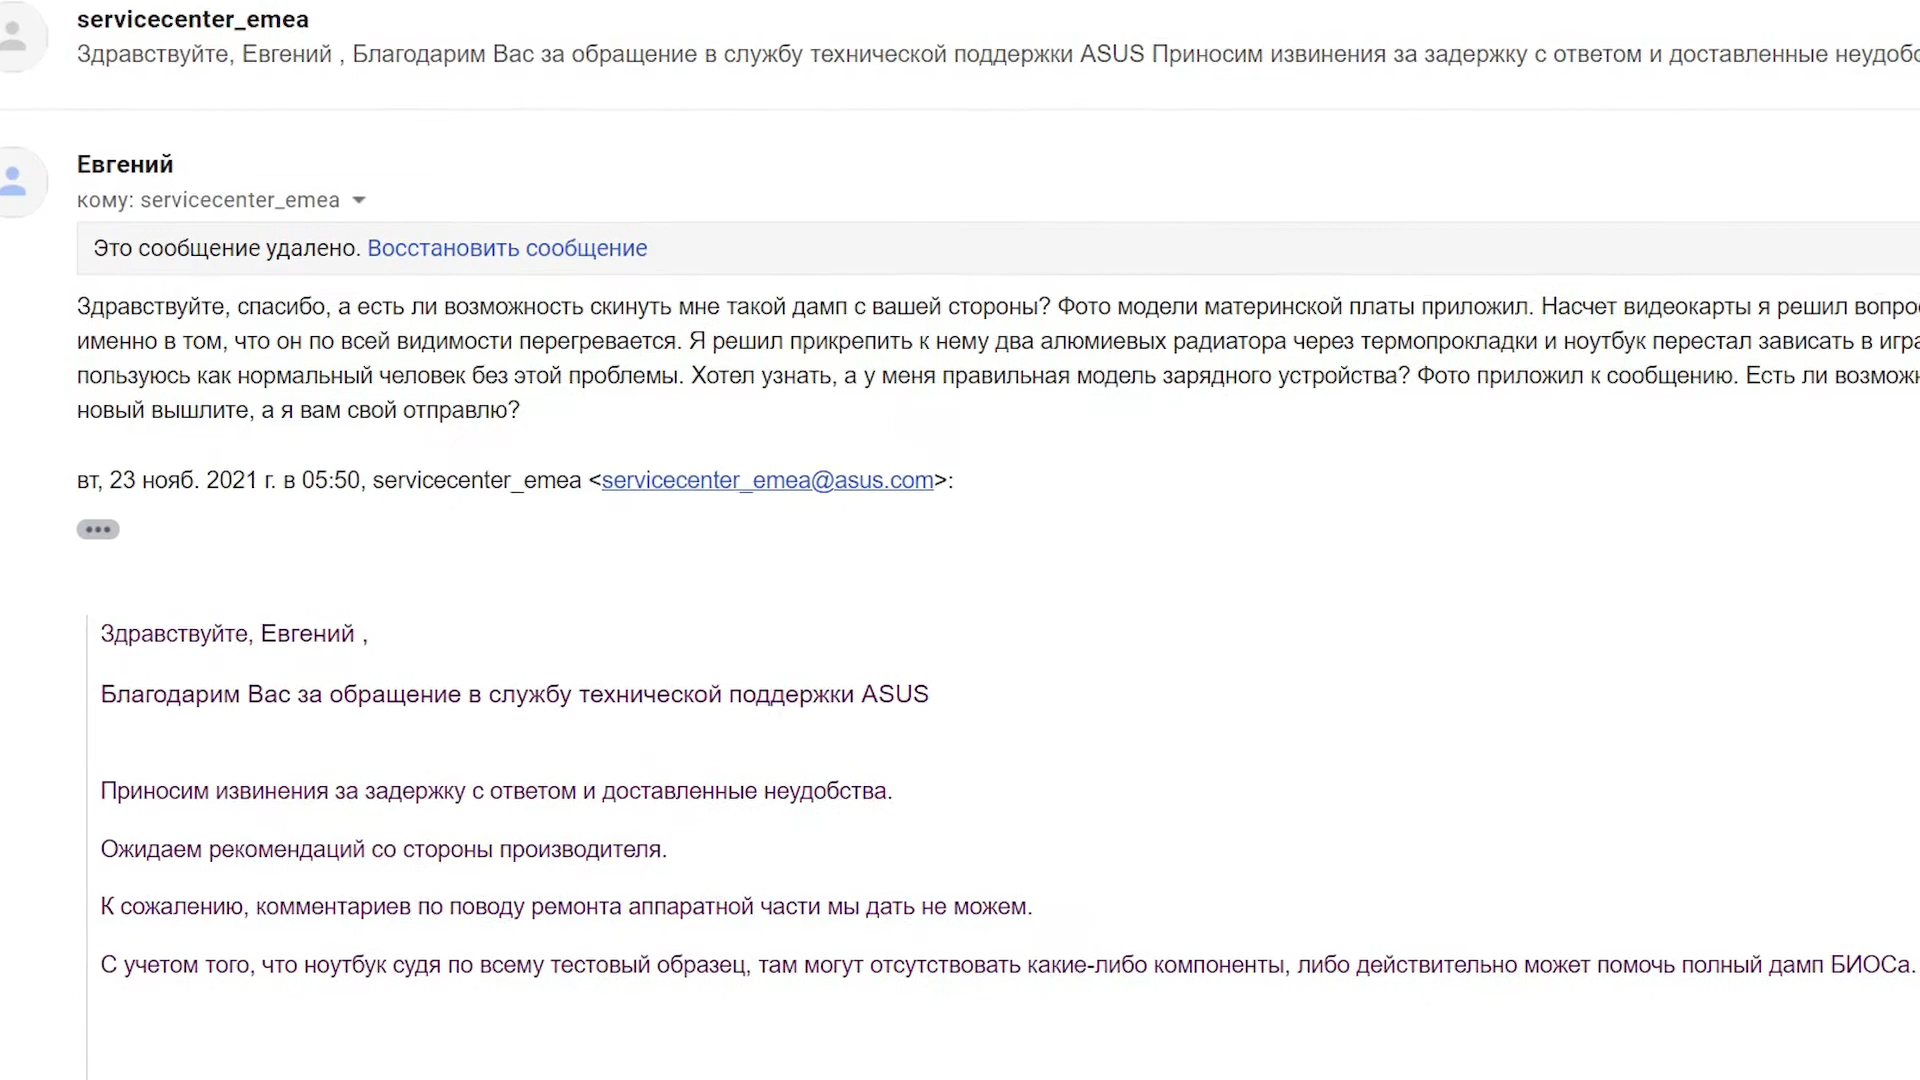 servicecenter_emea
Здравствуйте, Евгений , Благодарим Вас за обращение в службу технической поддержки ASUS Приносим извинения за задержку с ответом и доставленные
Евгений
кому: servicecenter_emea
Это сообщение удалено. Восстановить сообщение
Здравствуйте, спасибо, а есть ли возможность скинуть мне такой дамп с вашей стороны? Фото модели материнской платы приложил. Насчет видеокарты я решил
именно в том, что он по всей видимости перегревается. Я решил прикрепить к нему два алюмиевых радиатора через термопрокладки и ноутбук перестал зависать в
пользуюсь как нормальный человек без этой проблемы. Хотел узнать, а у меня правильная модель зарядного устройства? Фото приложил к сообщению. Есть ли
новый вышлите, а я вам свой отправлю?
вт, 23 нояб. 2021 г. в 05:50, servicecenter_emea <servicecenter_emea@asus.com>:
Здравствуйте, Евгений ,
Благодарим Вас за обращение в службу технической поддержки ASUS
Приносим извинения за задержку с ответом и доставленные неудобства.
Ожидаем рекомендаций со стороны производителя.
К сожалению, комментариев по поводу ремонта аппаратной части мы дать не можем.
С учетом того, что ноутбук судя по всему тестовый образец, там могут отсутствовать какие-либо компоненты, либо действительно может помочь полный дамп БИОСа.